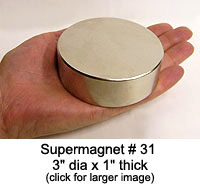 Supermagnet # 31
3" dia x 1" thick
(click for larger image)